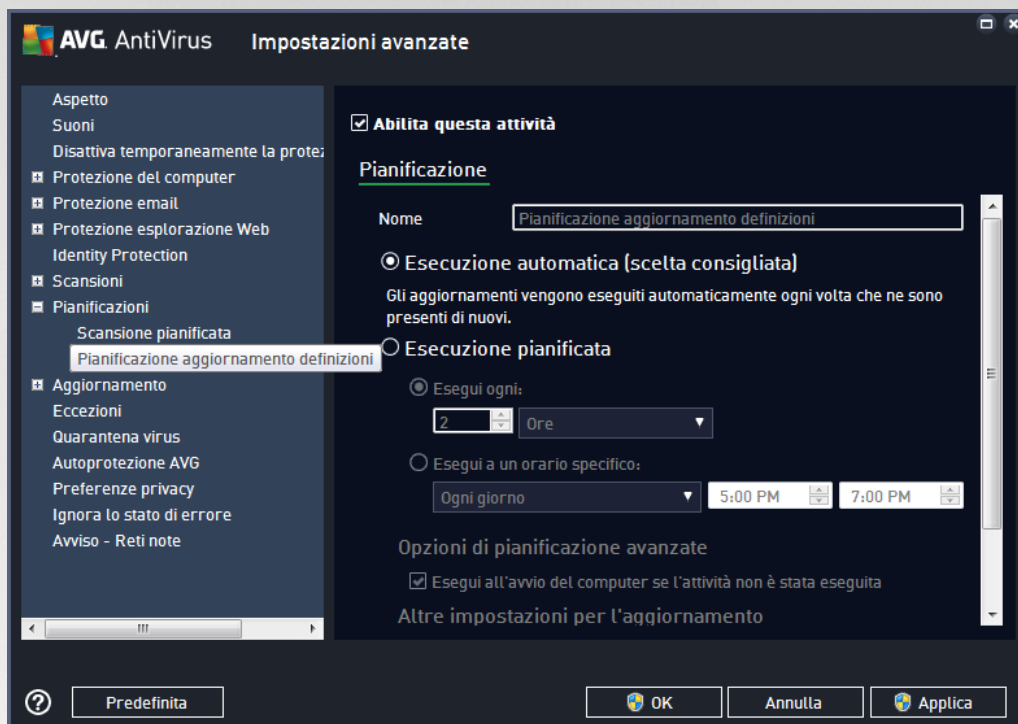 AVG. AntiVirus Impostazioni avanzate
Aspetto
Suoni
Disattiva temporaneamente la
Protezione del computer
Protezione email
Protezione esplorazione Web
Identity Protection
Scansioni
Pianificazioni
Scansione pianificata
Pianificazione aggiornamento definizioni
Aggiornamento
Eccezioni
Quarantena virus
Autoprotezione AVG
Preferenze privacy
Ignora lo stato di errore
Avviso - Reti note
Abilita questa attività
Pianificazione
Nome Pianificazione aggiornamento definizioni
Esecuzione automatica (scelta consigliata)
Gli aggiornamenti vengono eseguiti automaticamente ogni volta che ne sono
presenti di nuovi.
Esecuzione pianificata
Esegui ogni:
2 Ore
Esegui a un orario specifico:
Ogni giorno 5:00 PM 7:00 PM
Opzioni di pianificazione avanzate
Esegui all'avvio del computer se l'attività non è stata eseguita
Altre impostazioni per l'aggiornamento
? Predefinita OK Annulla Applica